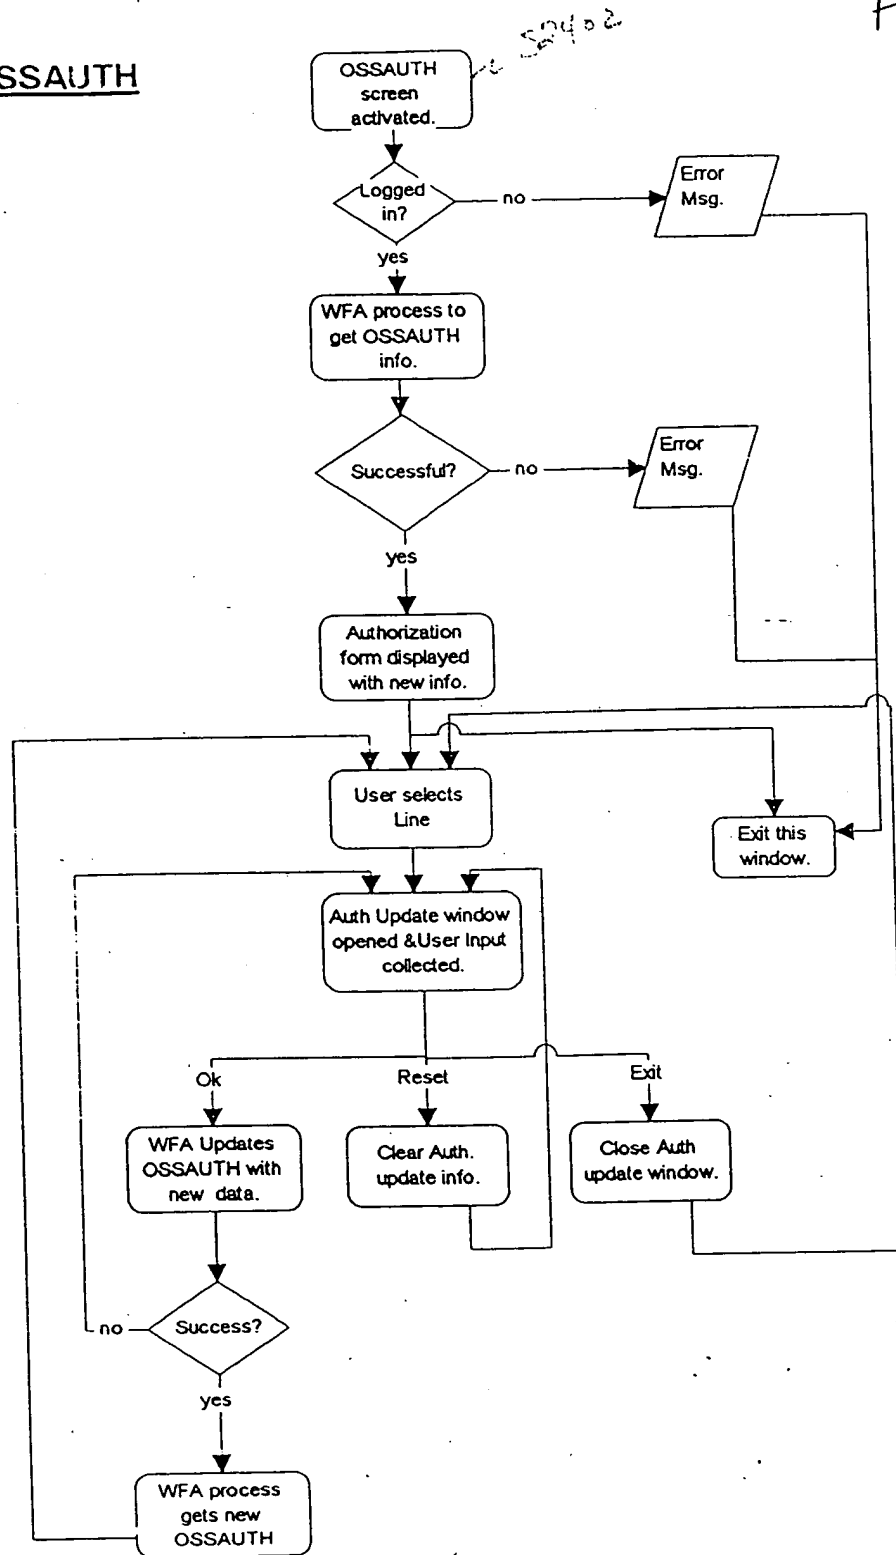 SSAUTH
OSSAUTH
screen
activated.
S2402
Logged
in?
no
Error
Msg.
yes
WFA process to
get OSSAUTH
info.
Successful?
no
Error
Msg.
yes
Authorization
form displayed
with new info.
User selects
Line
Exit this
window.
Auth Update window
opened &User Input
collected.
Ok
Reset
Exit
WFA Updates
OSSAUTH with
new data.
Clear Auth.
update info.
Close Auth
update window.
no
Success?
yes
WFA process
gets new
OSSAUTH